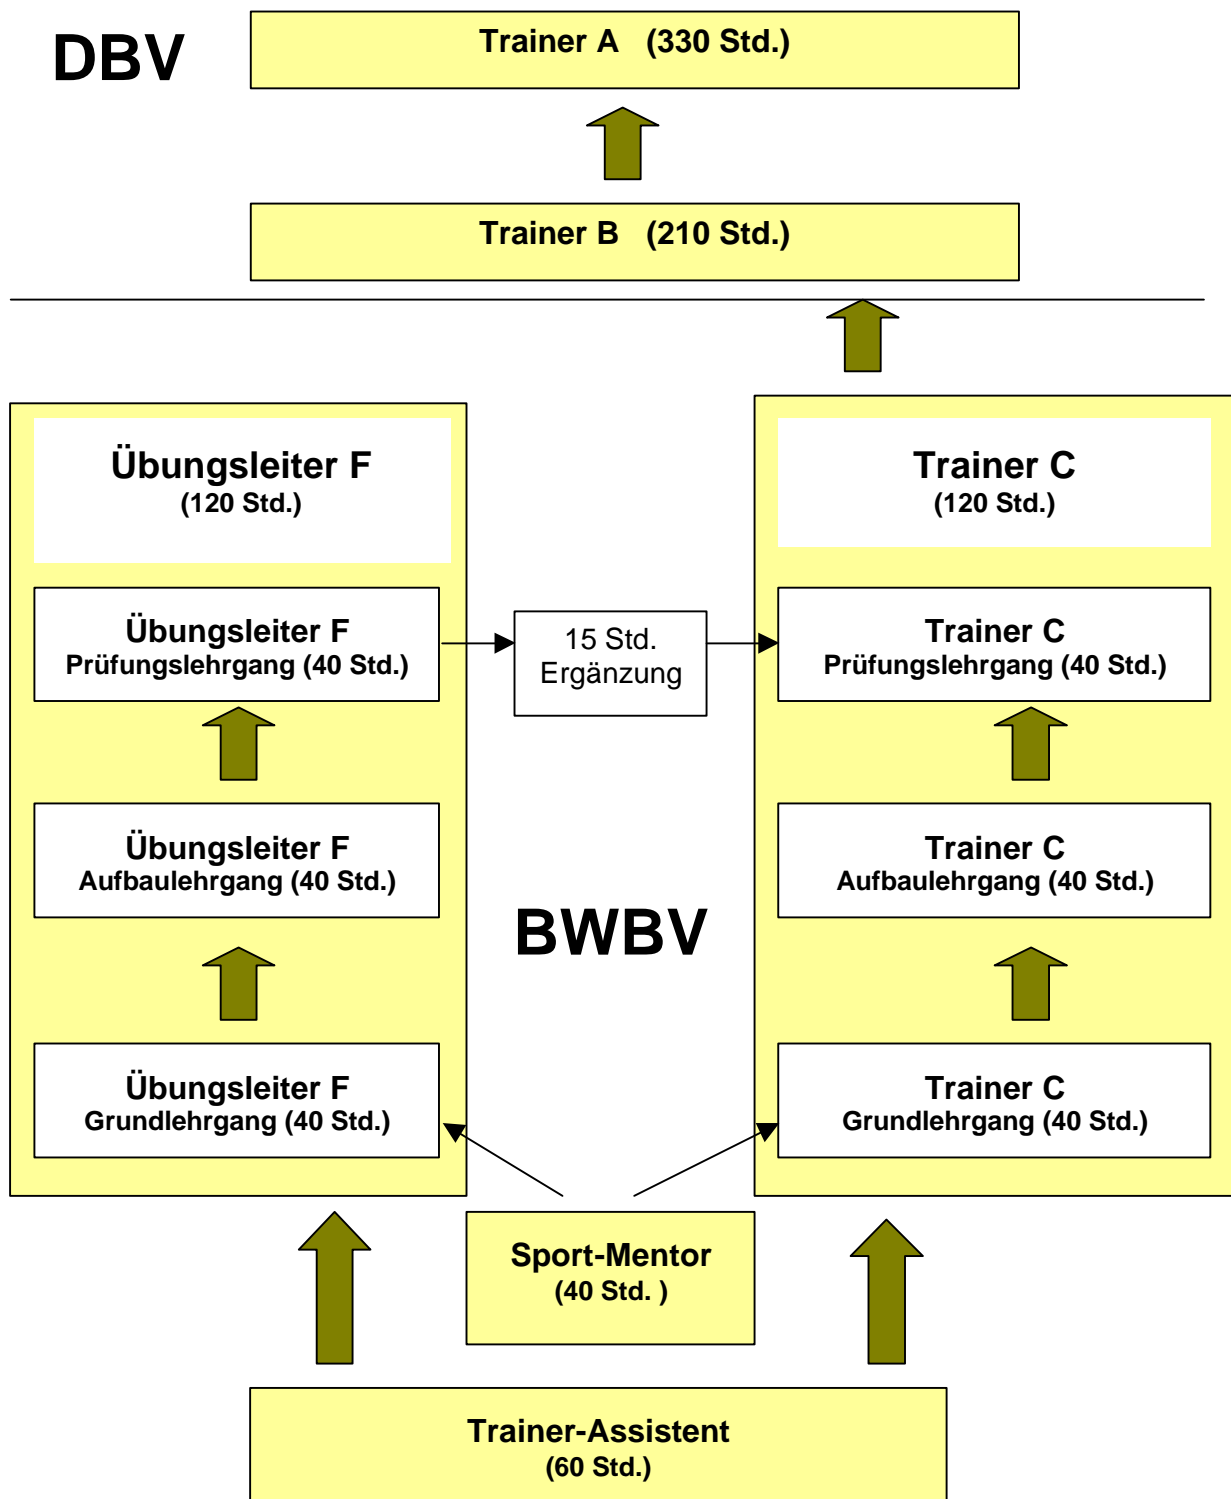 DBV
Trainer A (330 Std.)
Trainer B (210 Std.)
Übungsleiter F
(120 Std.)
Trainer C
(120 Std.)
Übungsleiter F
Prüfungslehrgang (40 Std.)
15 Std.
Ergänzung
Trainer C
Prüfungslehrgang (40 Std.)
Übungsleiter F
Aufbaulehrgang (40 Std.)
Trainer C
Aufbaulehrgang (40 Std.)
BWBV
Übungsleiter F
Grundlehrgang (40 Std.)
Trainer C
Grundlehrgang (40 Std.)
Sport-Mentor
(40 Std. )
Trainer-Assistent
(60 Std.)